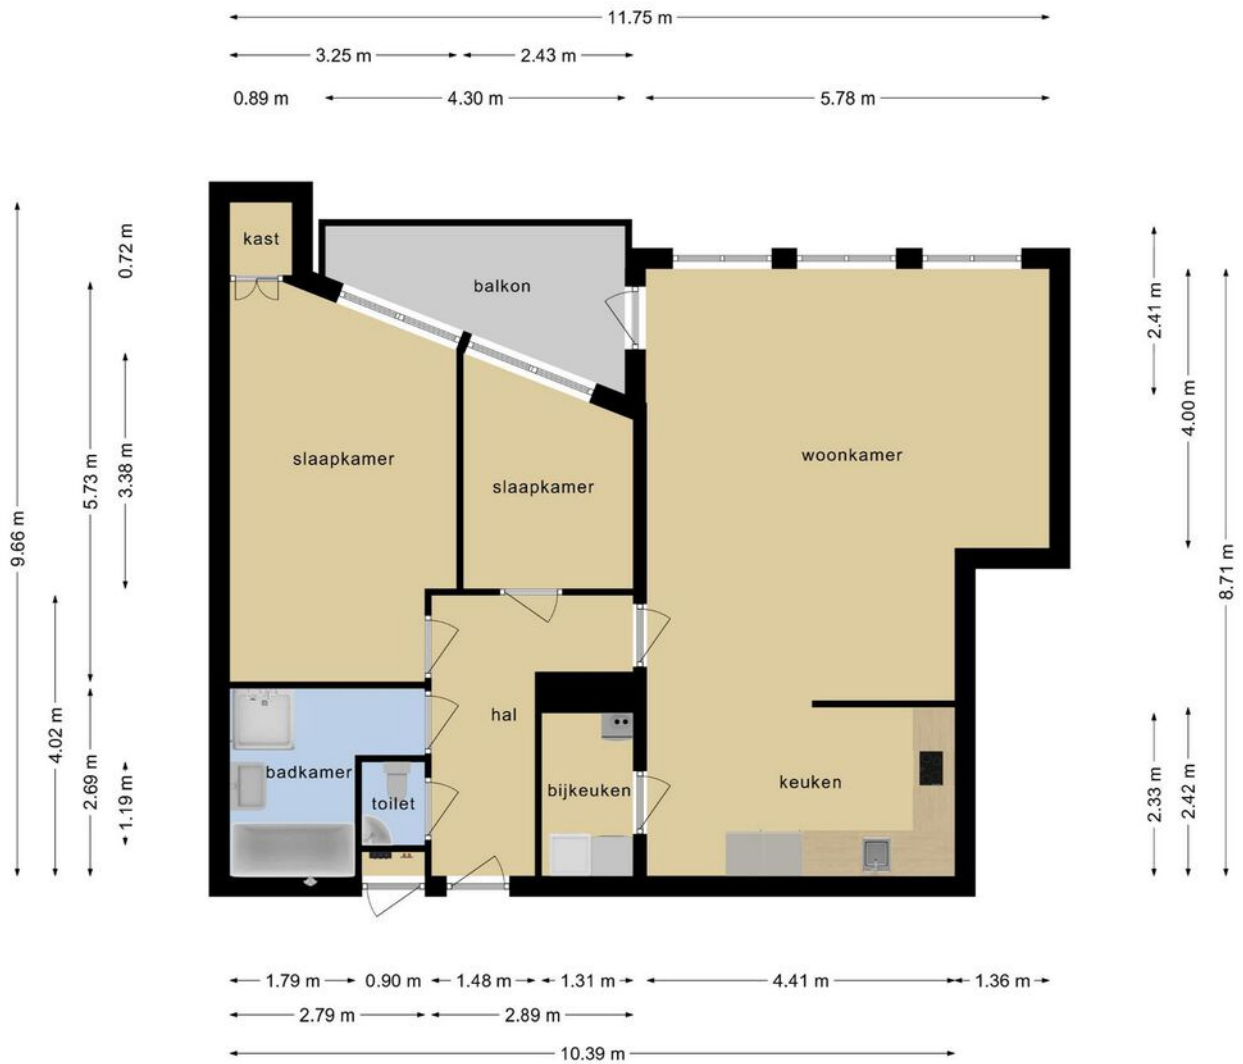 11.75 m
3.25 m
2.43 m
0.89 m
4.30 m
5.78 m
kast
balkon
slaapkamer
slaapkamer
woonkamer
hal
badkamer
toilet
bijkeuken
keuken
9.66 m
4.02 m
5.73 m
2.69 m
0.72 m
3.38 m
1.19 m
2.41 m
2.33 m
4.00 m
2.42 m
8.71 m
1.79 m
0.90 m
1.48 m
1.31 m
4.41 m
1.36 m
2.79 m
2.89 m
10.39 m